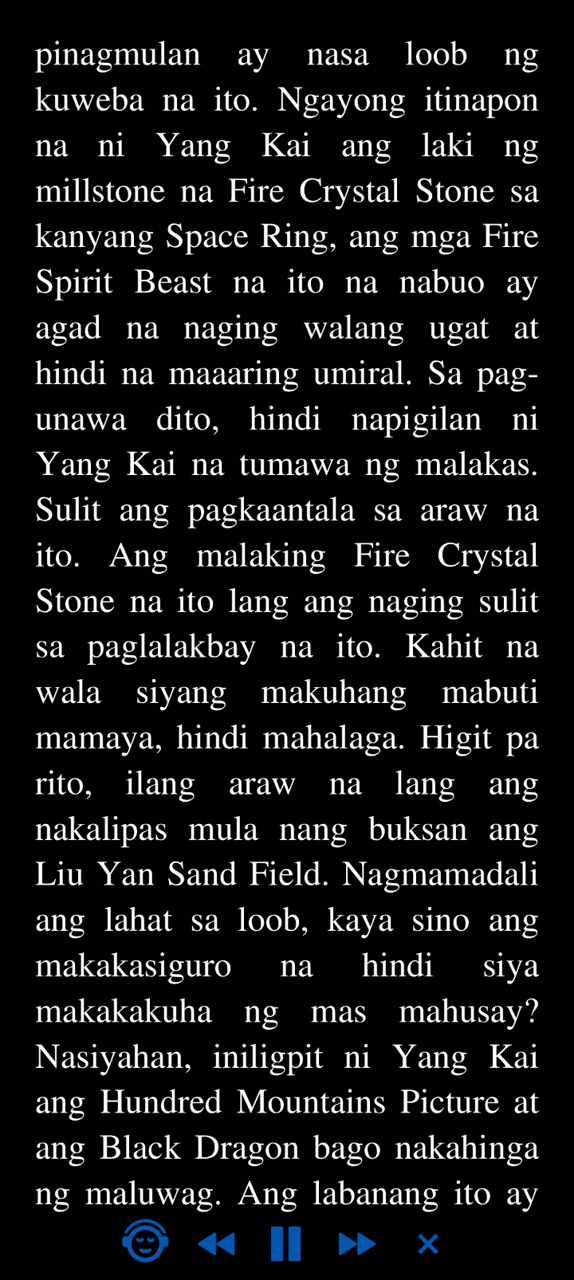 pinagmulan ay nasa loob ng
kuweba na ito. Ngayong itinapon
na ni Yang Kai ang laki ng
millstone na Fire Crystal Stone sa
kanyang Space Ring, ang mga Fire
Spirit Beast na ito na nabuo ay
agad na naging walang ugat at
hindi na maaaring umiral. Sa pag-
unawa dito, hindi napigilan ni
Yang Kai na tumawa ng malakas.
Sulit ang pagkaantala sa araw na
ito. Ang malaking Fire Crystal
Stone na ito lang ang naging sulit
sa paglalakbay na ito. Kahit na
wala siyang makuhang mabuti
mamaya, hindi mahalaga. Higit pa
rito, ilang araw na lang ang
nakalipas mula nang buksan ang
Liu Yan Sand Field. Nagmamadali
ang lahat sa loob, kaya sino ang
makakasiguro na hindi siya
makakakuha ng mas mahusay?
Nasiyahan, iniligpit ni Yang Kai
ang Hundred Mountains Picture at
ang Black Dragon bago nakahinga
ng maluwag. Ang labanang ito ay